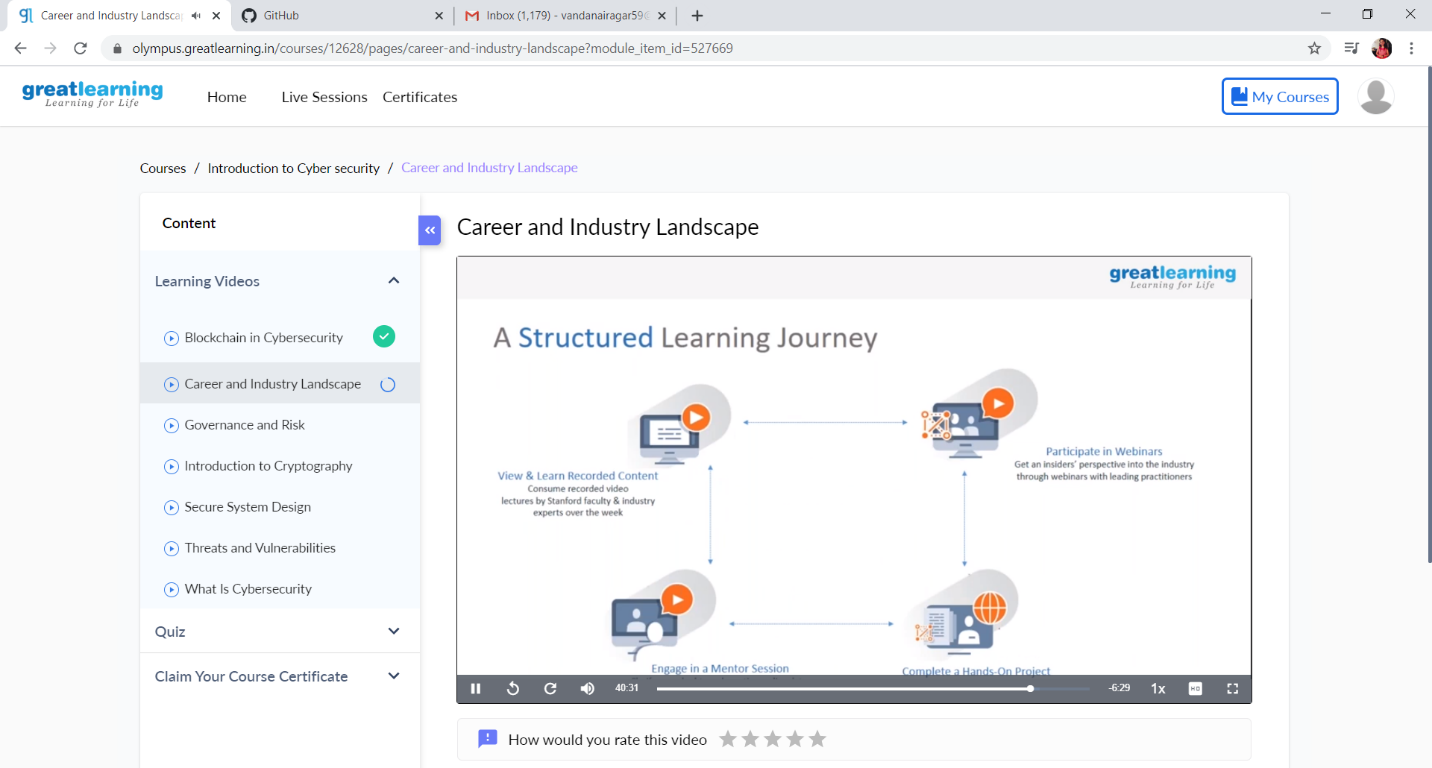 Career and Industry Landscap
GitHub
Inbox (1,179) - vandanairagar59
olympus.greatlearning.in/courses/12628/pages/career-and-industry-landscape?module_item_id=527669
greatlearning
Learning for Life
Home
Live Sessions
Certificates
My Courses
Courses / Introduction to Cyber security / Career and Industry Landscape
Content
Learning Videos
Blockchain in Cybersecurity
Career and Industry Landscape
Governance and Risk
Introduction to Cryptography
Secure System Design
Threats and Vulnerabilities
What Is Cybersecurity
Quiz
Claim Your Course Certificate
Career and Industry Landscape
greatlearning
Learning for Life
A Structured Learning Journey
View & Learn Recorded Content
Consume recorded video
lectures by Stanford faculty & industry
experts over the week
Participate in Webinars
Get an insiders' perspective into the industry
through webinars with leading practitioners
Engage in a Mentor Session
Complete a Hands-On Project
40:31
-6:29
1x
HD
How would you rate this video